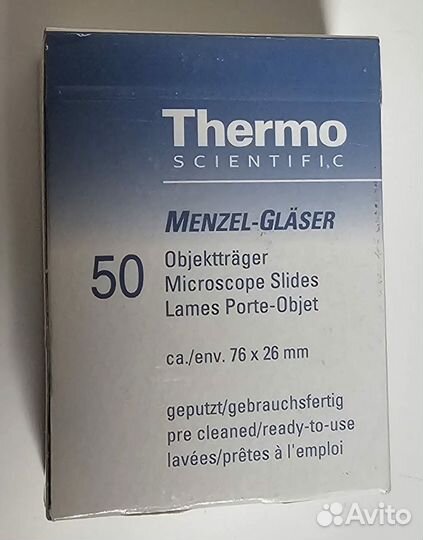 Thermo
SCIENTIFIC
MENZEL-GLÄSER
50
Objektträger
Microscope Slides
Lames Porte-Objet
ca./env. 76 x 26 mm
geputzt/gebrauchsfertig
pre cleaned/ready-to-use
lavées/prêtes à l'emploi
Avito